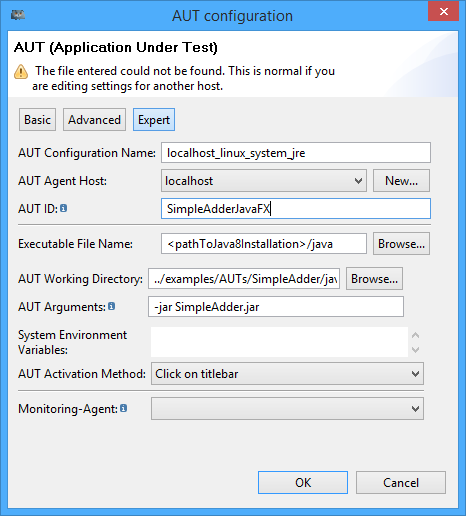 AUT configuration
AUT (Application Under Test)
The file entered could not be found. This is normal if you
are editing settings for another host.
Basic Advanced Expert
AUT Configuration Name: localhost_linux_system_jre
AUT Agent Host: localhost New...
AUT ID: SimpleAdderJavaFX
Executable File Name: <pathToJava8Installation>/java Browse...
AUT Working Directory: ../examples/AUTs/SimpleAdder/jav Browse...
AUT Arguments: -jar SimpleAdder.jar
System Environment
Variables:
AUT Activation Method: Click on titlebar
Monitoring-Agent:
OK Cancel